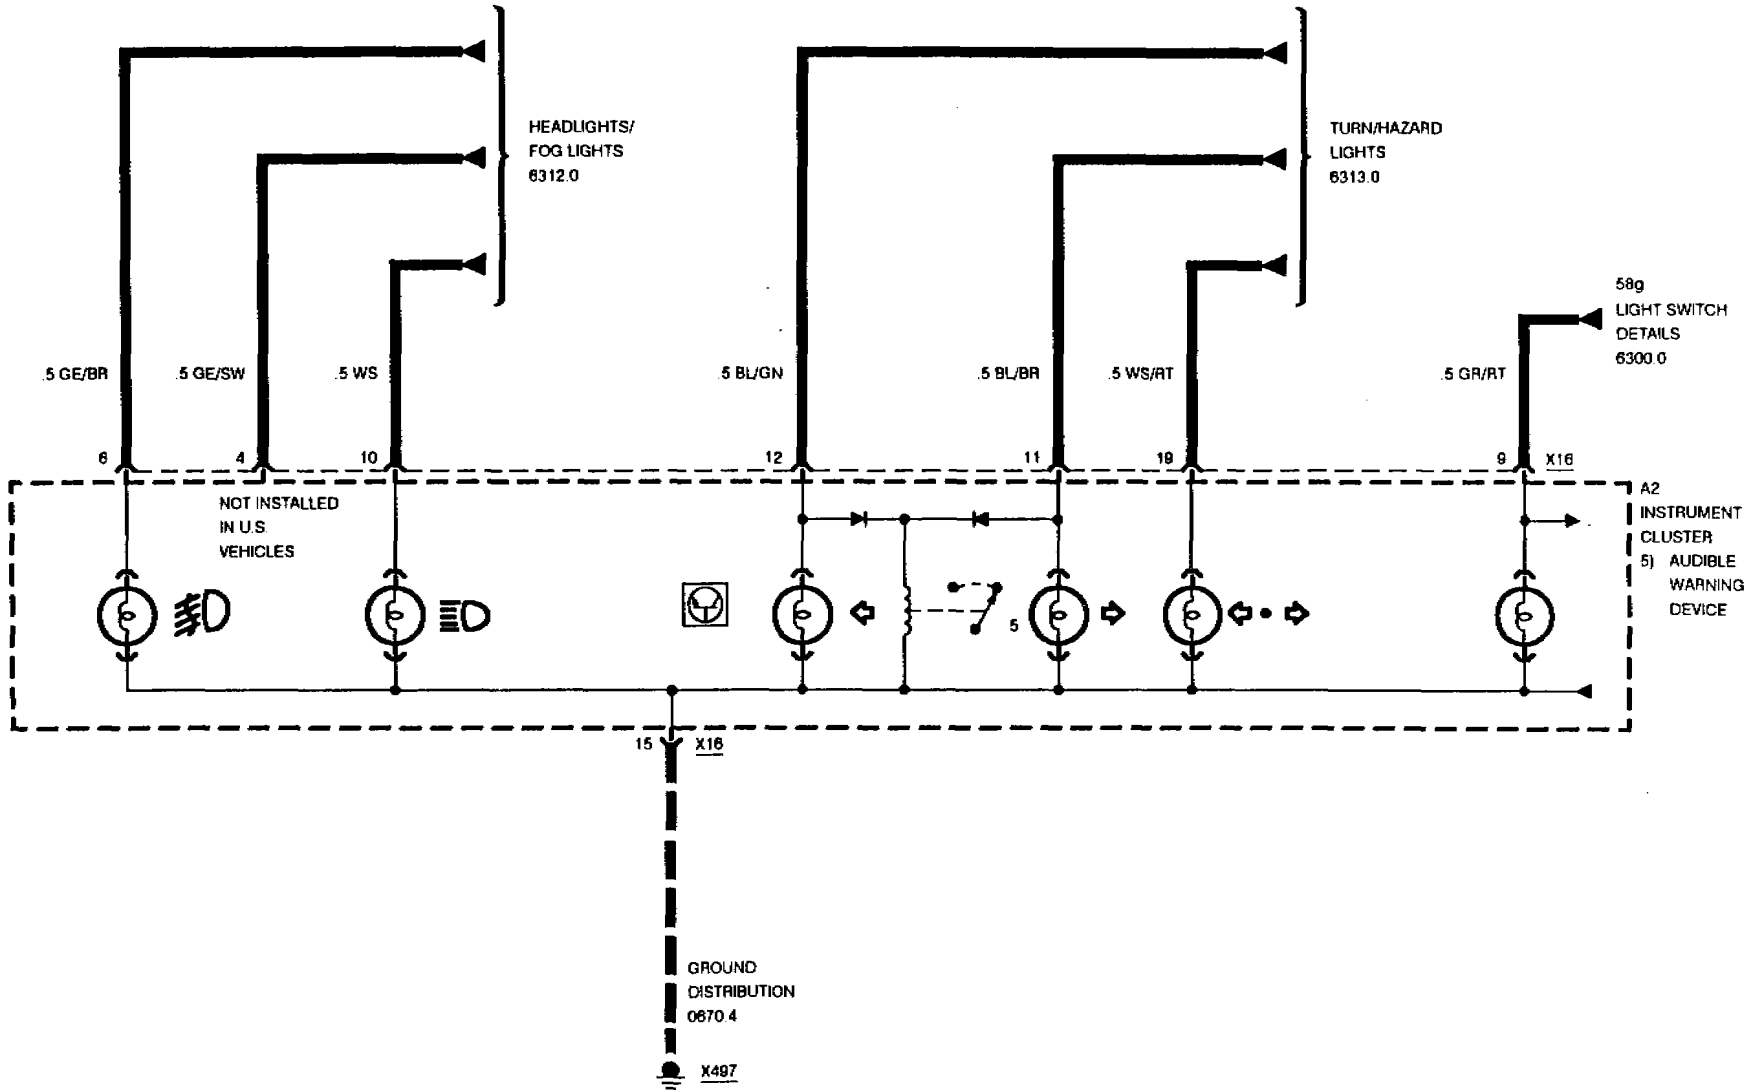 HEADLIGHTS/
FOG LIGHTS
6312.0
TURN/HAZARD
LIGHTS
6313.0
58g
LIGHT SWITCH
DETAILS
6300.0
.5 GE/BR
.5 GE/SW
.5 WS
.5 BL/GN
.5 BL/BR
.5 WS/RT
.5 GR/RT
6
4
10
12
11
19
9
X16
NOT INSTALLED
IN U.S.
VEHICLES
A2
INSTRUMENT
CLUSTER
5) AUDIBLE
WARNING
DEVICE
5
15
X16
GROUND
DISTRIBUTION
0670.4
X497